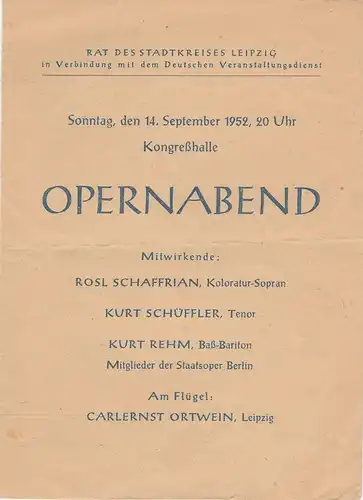 RAT DES STADTKREISES LEIPZIG
in Verbindung mit dem Deutschen Veranstaltungsdienst
Sonntag, den 14. September 1952, 20 Uhr
Kongreßhalle
OPERNABEND
Mitwirkende:
ROSL SCHAFFRIAN, Koloratur-Sopran
KURT SCHÜFFLER, Tenor
KURT REHM, Baß-Bariton
Mitglieder der Staatsoper Berlin
Am Flügel:
CARLERNST ORTWEIN, Leipzig